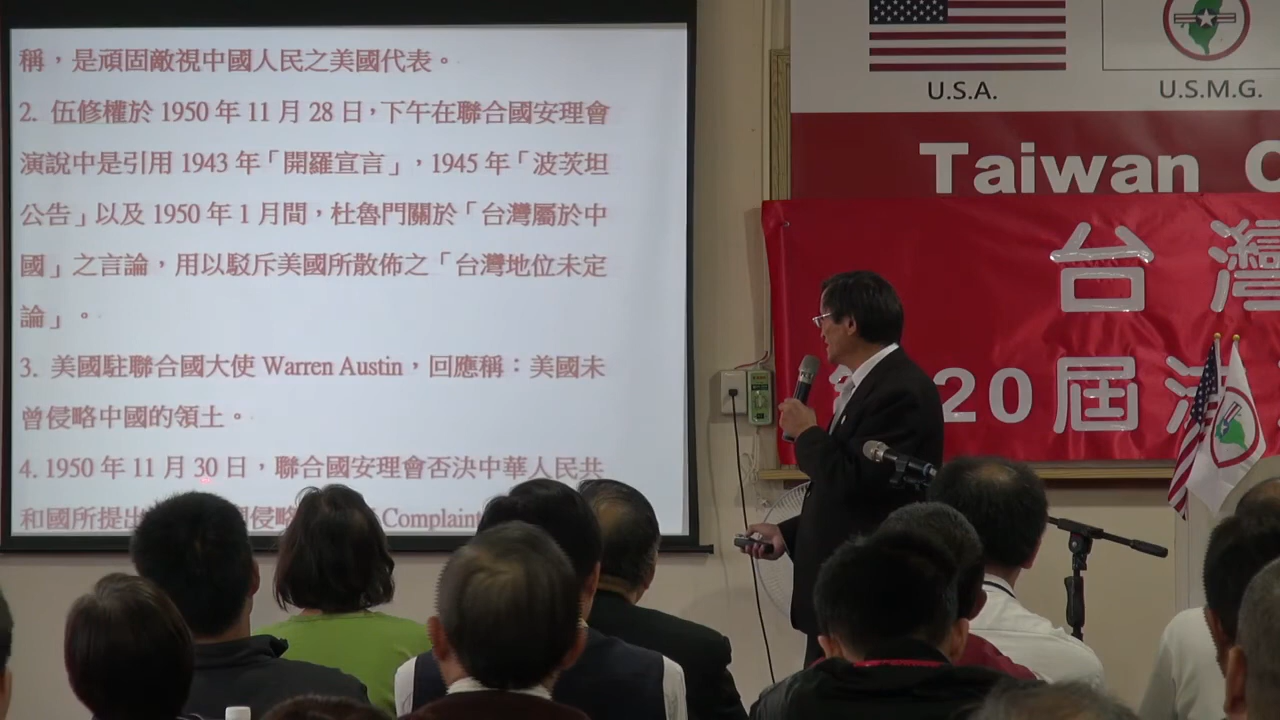 稱，是頑固敵視中國人民之美國代表。
2. 伍修權於 1950 年 11 月 28 日，下午在聯合國安理會
演說中是引用 1943 年「開羅宣言」，1945 年「波茨坦
公告」以及 1950 年 1 月間，杜魯門關於「台灣屬於中
國」之言論，用以駁斥美國所散佈之「台灣地位未定
論」。
3. 美國駐聯合國大使 Warren Austin，回應稱：美國未
曾侵略中國的領土。
4. 1950 年 11 月 30 日，聯合國安理會否決中華人民共
和國所提出 侵略 Complaint
U.S.A.
U.S.M.G.
Taiwan C
台灣
20屆